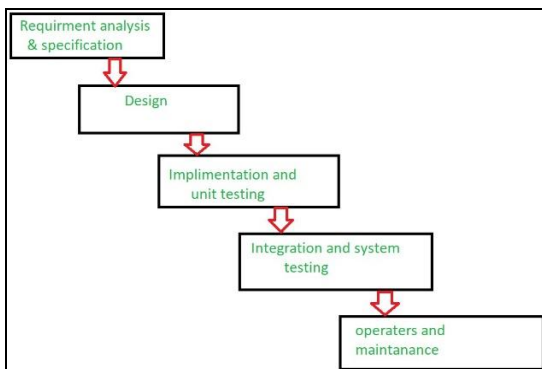 Requirment analysis
& specification
Design
Implimentation and
unit testing
Integration and system
testing
operaters and
maintanance